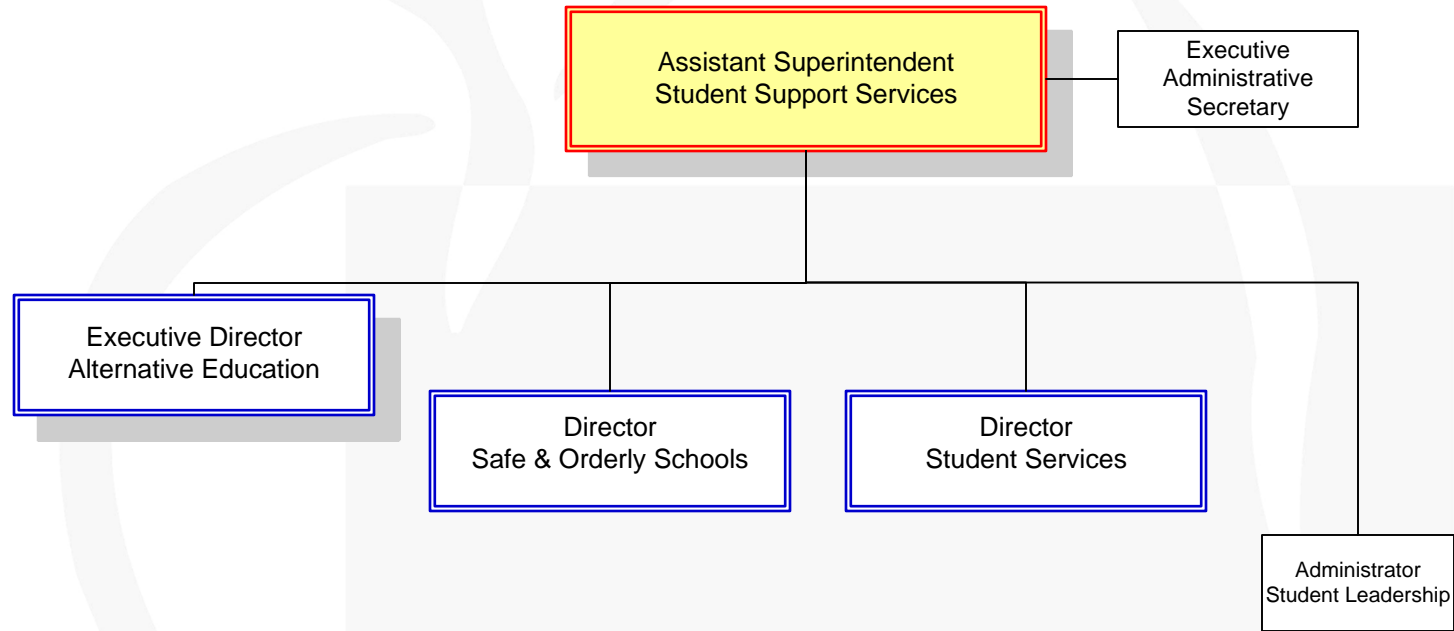 Assistant Superintendent
Student Support Services
Executive
Administrative
Secretary
Executive Director
Alternative Education
Director
Safe & Orderly Schools
Director
Student Services
Administrator
Student Leadership